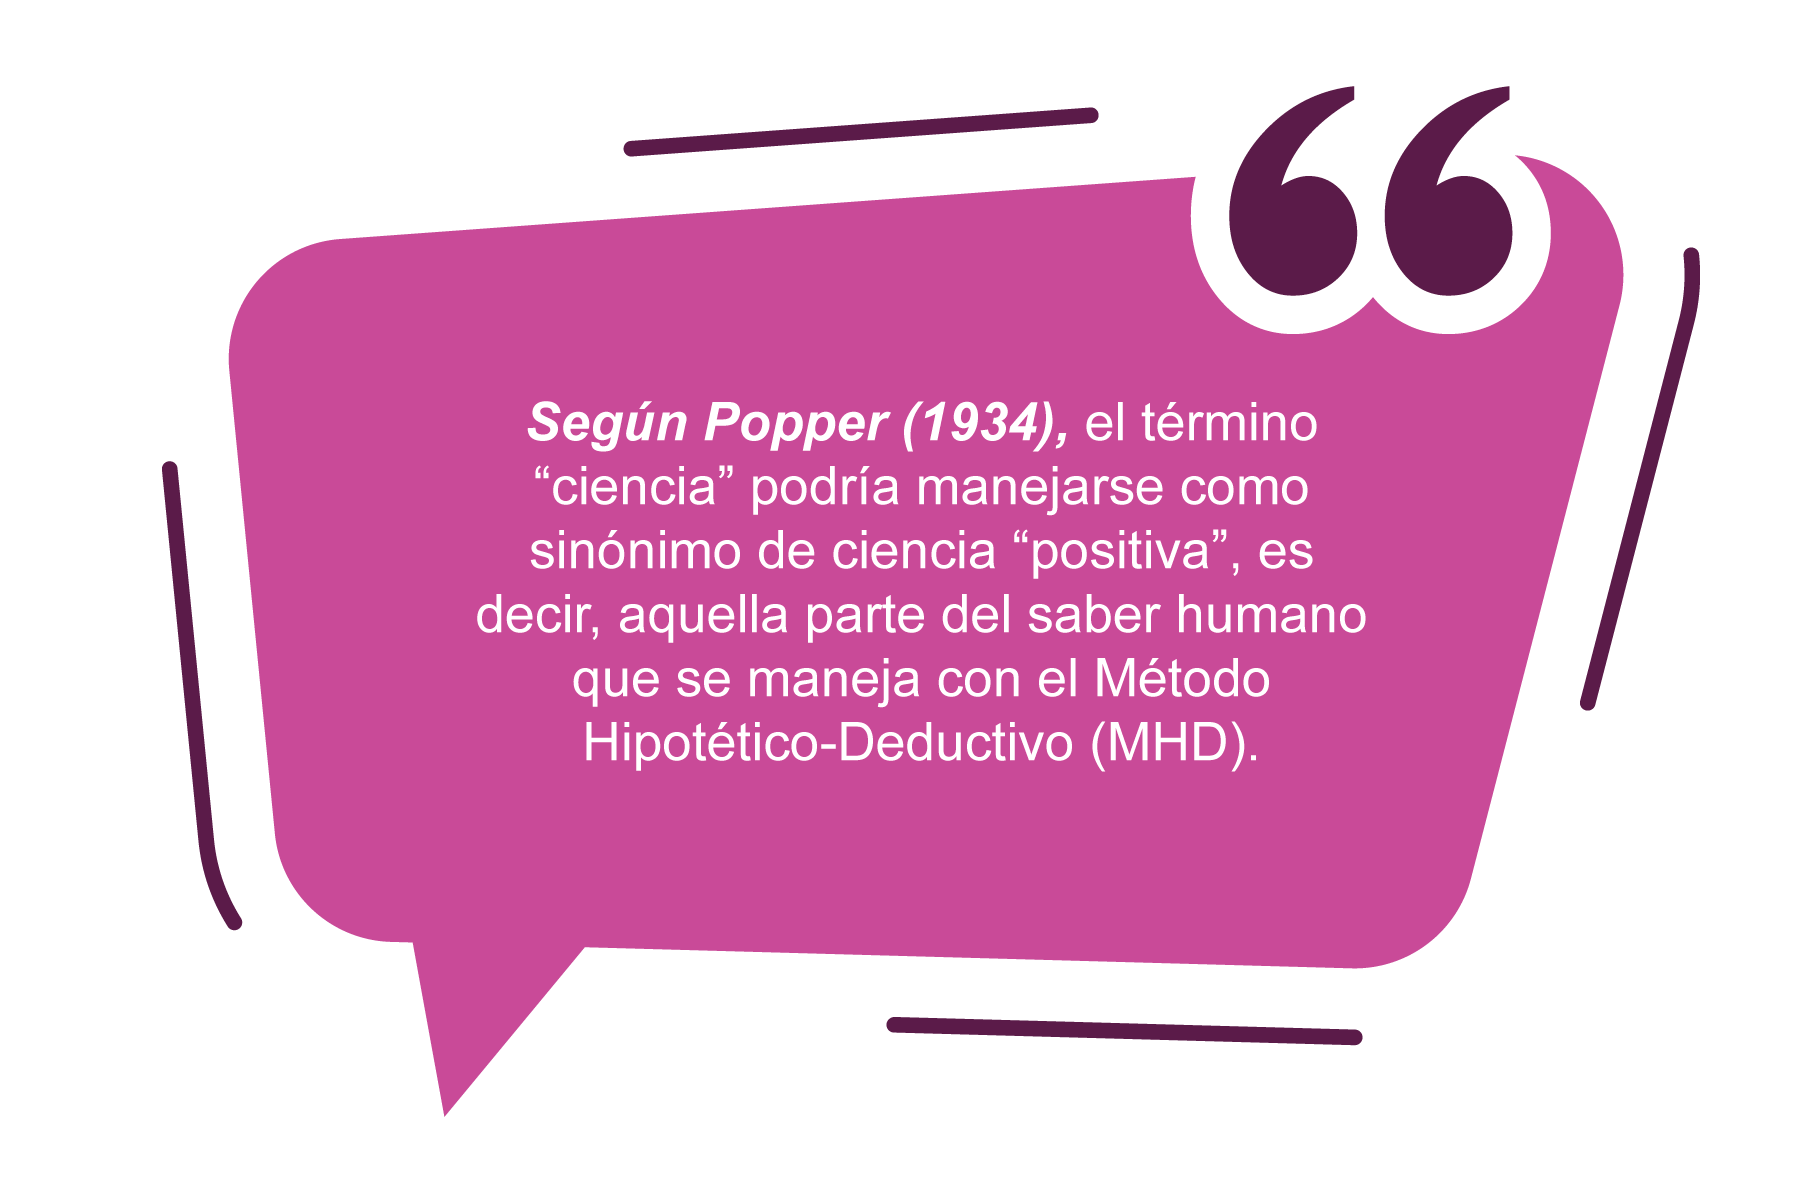 Según Popper (1934), el término
“ciencia” podría manejarse como
sinónimo de ciencia “positiva”, es
decir, aquella parte del saber humano
que se maneja con el Método
Hipotético-Deductivo (MHD).